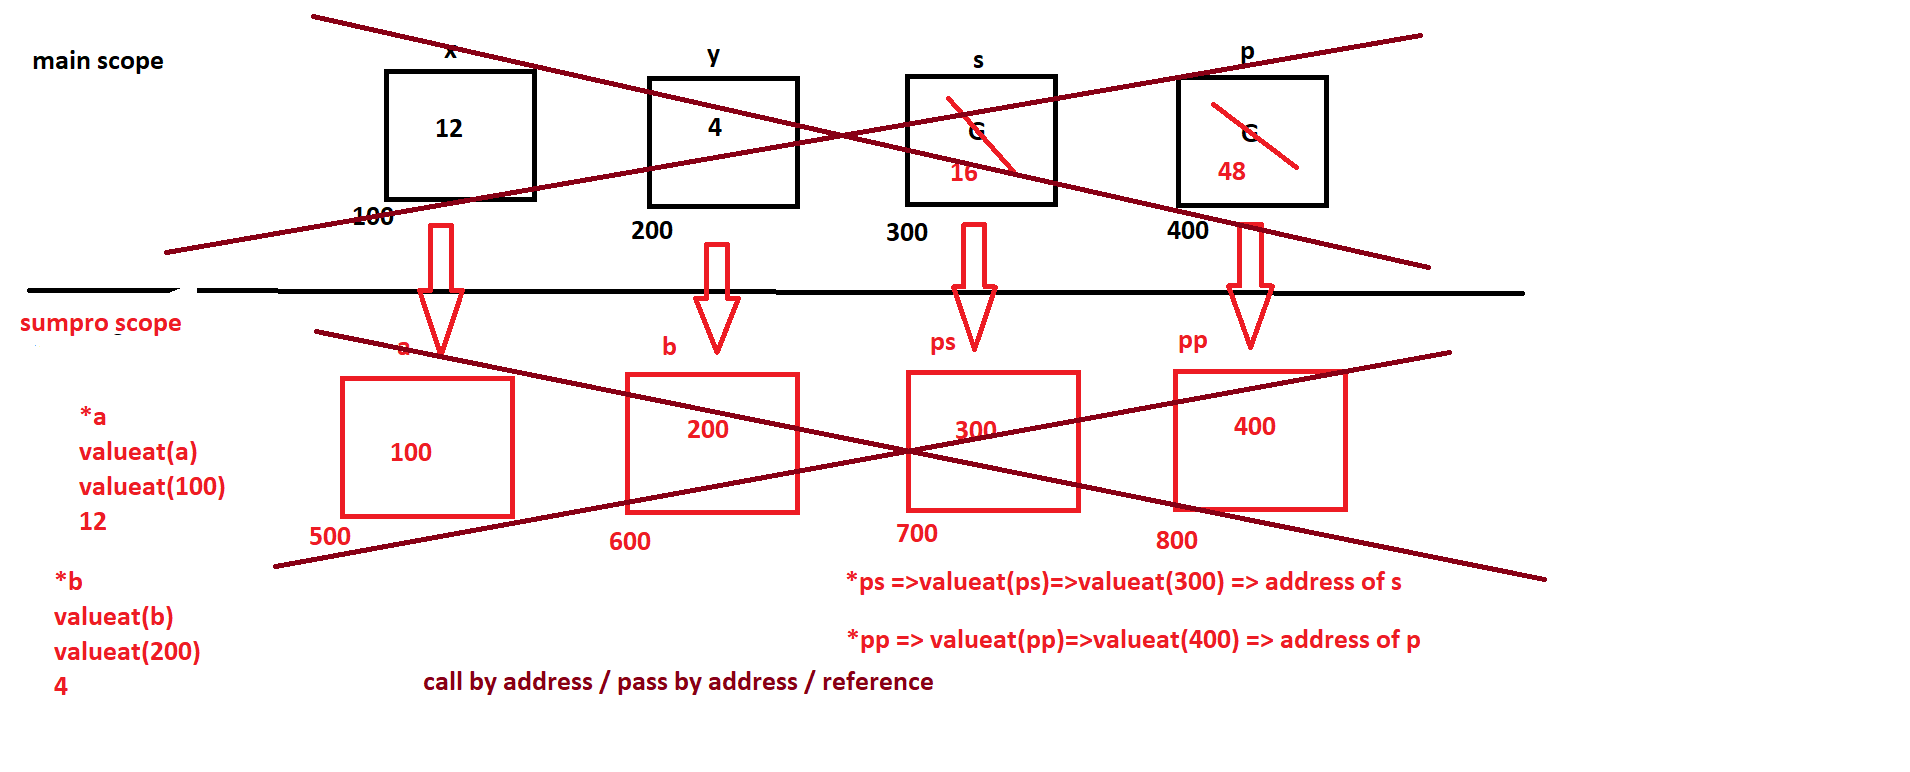 main scope
x
y
s
p
12
4
G
G
16
48
100
200
300
400
sumpro scope
a
b
ps
pp
100
200
300
400
*a
valueat(a)
valueat(100)
12
500
600
700
800
*b
valueat(b)
valueat(200)
4
*ps =>valueat(ps)=>valueat(300) => address of s
*pp => valueat(pp)=>valueat(400) => address of p
call by address / pass by address / reference